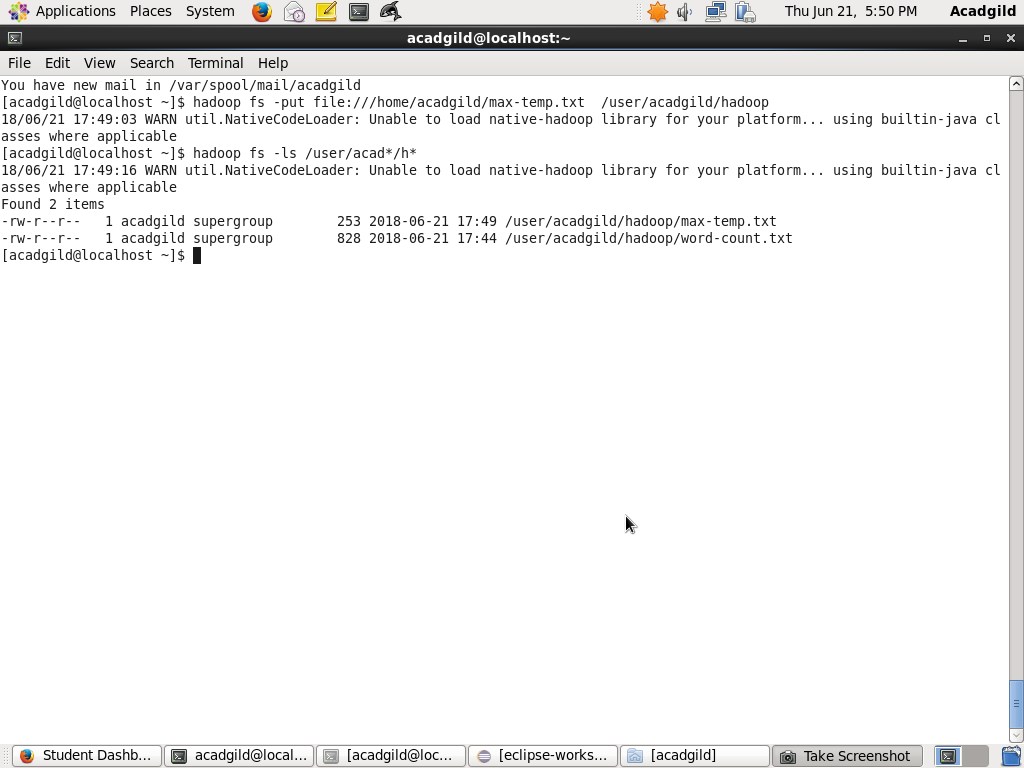 Applications Places System Thu Jun 21, 5:50 PM Acadgild
acadgild@localhost:~
File Edit View Search Terminal Help
You have new mail in /var/spool/mail/acadgild
[acadgild@localhost ~]$ hadoop fs -put file:///home/acadgild/max-temp.txt  /user/acadgild/hadoop
18/06/21 17:49:03 WARN util.NativeCodeLoader: Unable to load native-hadoop library for your platform... using builtin-java cl
asses where applicable
[acadgild@localhost ~]$ hadoop fs -ls /user/acad*/h*
18/06/21 17:49:16 WARN util.NativeCodeLoader: Unable to load native-hadoop library for your platform... using builtin-java cl
asses where applicable
Found 2 items
-rw-r--r--   1 acadgild supergroup        253 2018-06-21 17:49 /user/acadgild/hadoop/max-temp.txt
-rw-r--r--   1 acadgild supergroup        828 2018-06-21 17:44 /user/acadgild/hadoop/word-count.txt
[acadgild@localhost ~]$
Student Dashb... acadgild@local... [acadgild@loc... [eclipse-works... [acadgild] Take Screenshot